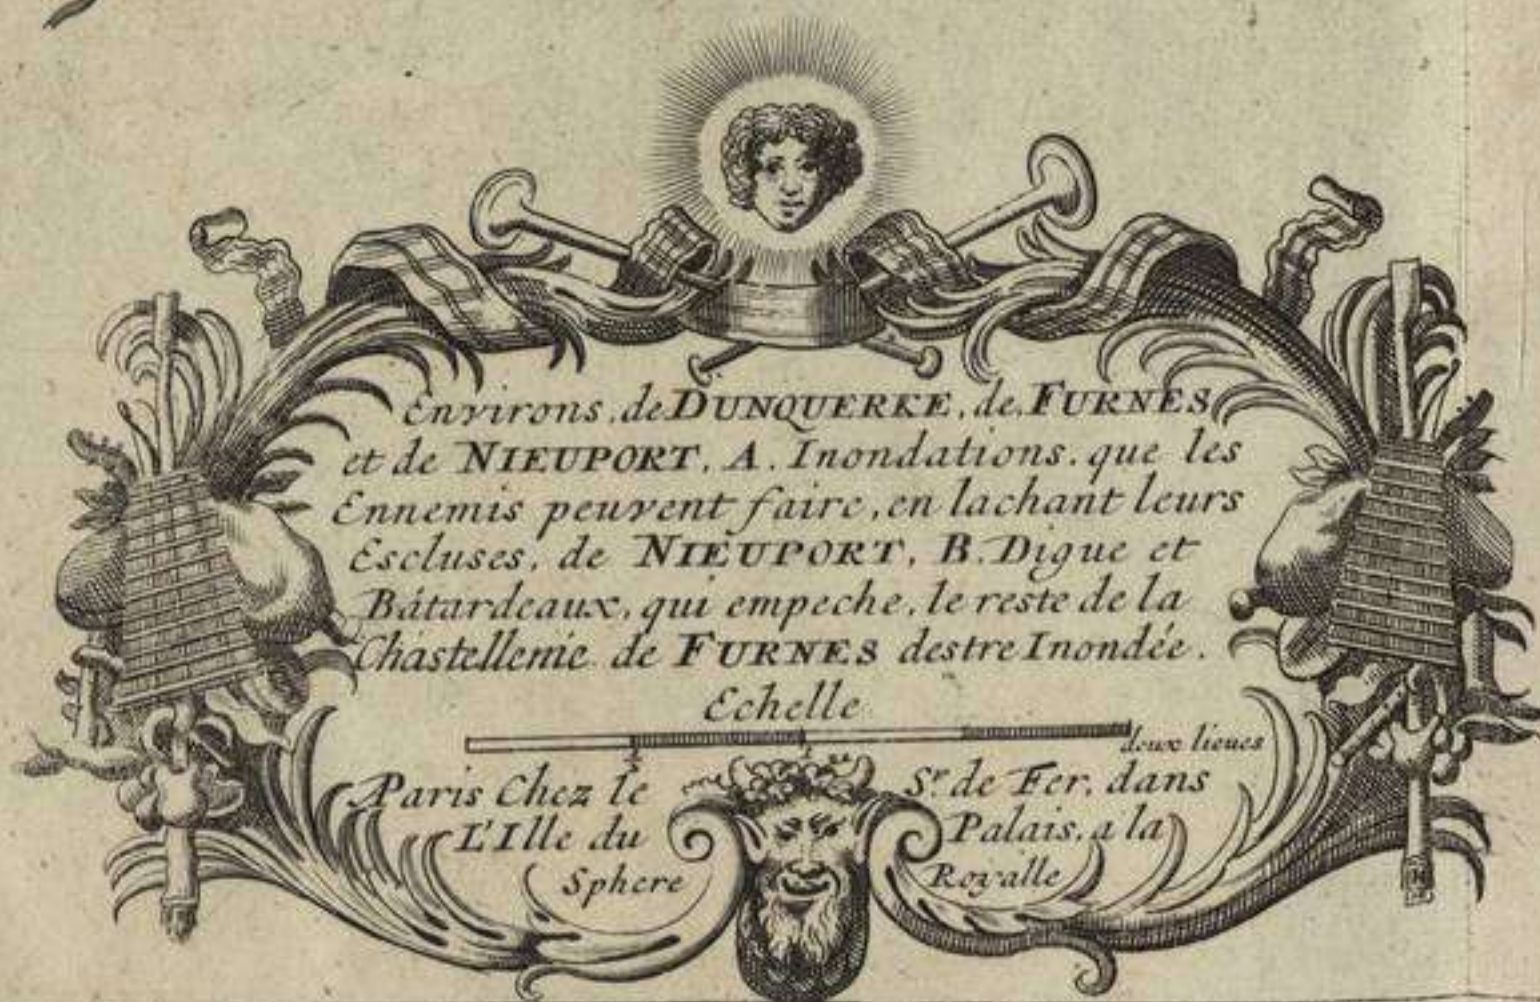 Environs, de DUNQUERKE, de, FURNES
et de NIEUPORT, A. Inondations. que les
Ennemis peuvent faire, en lachant leurs
Escluses, de NIEUPORT, B. Digue et
Bátardeaux, qui empeche, le reste de la
Chastellenie de FURNES destre Inondée.
Echelle
deux lieues
Paris Chez le Sr. de Fer, dans
L'Ille du Palais, a la
Sphere Royalle